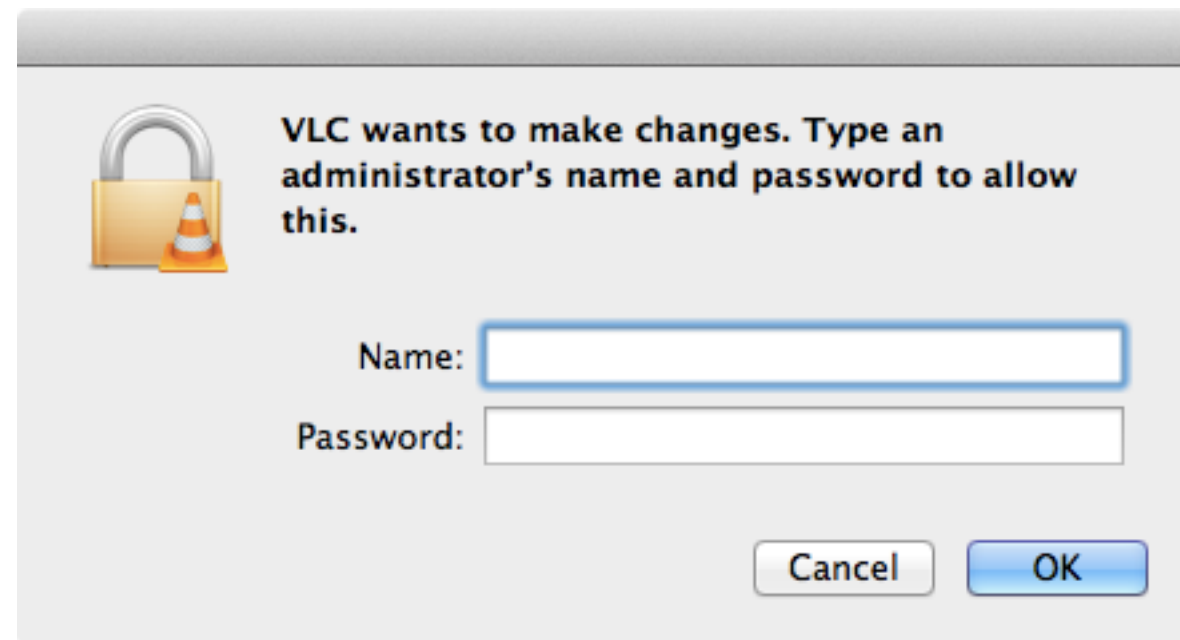 VLC wants to make changes. Type an
administrator’s name and password to allow
this.
Name:
Password:
Cancel
OK